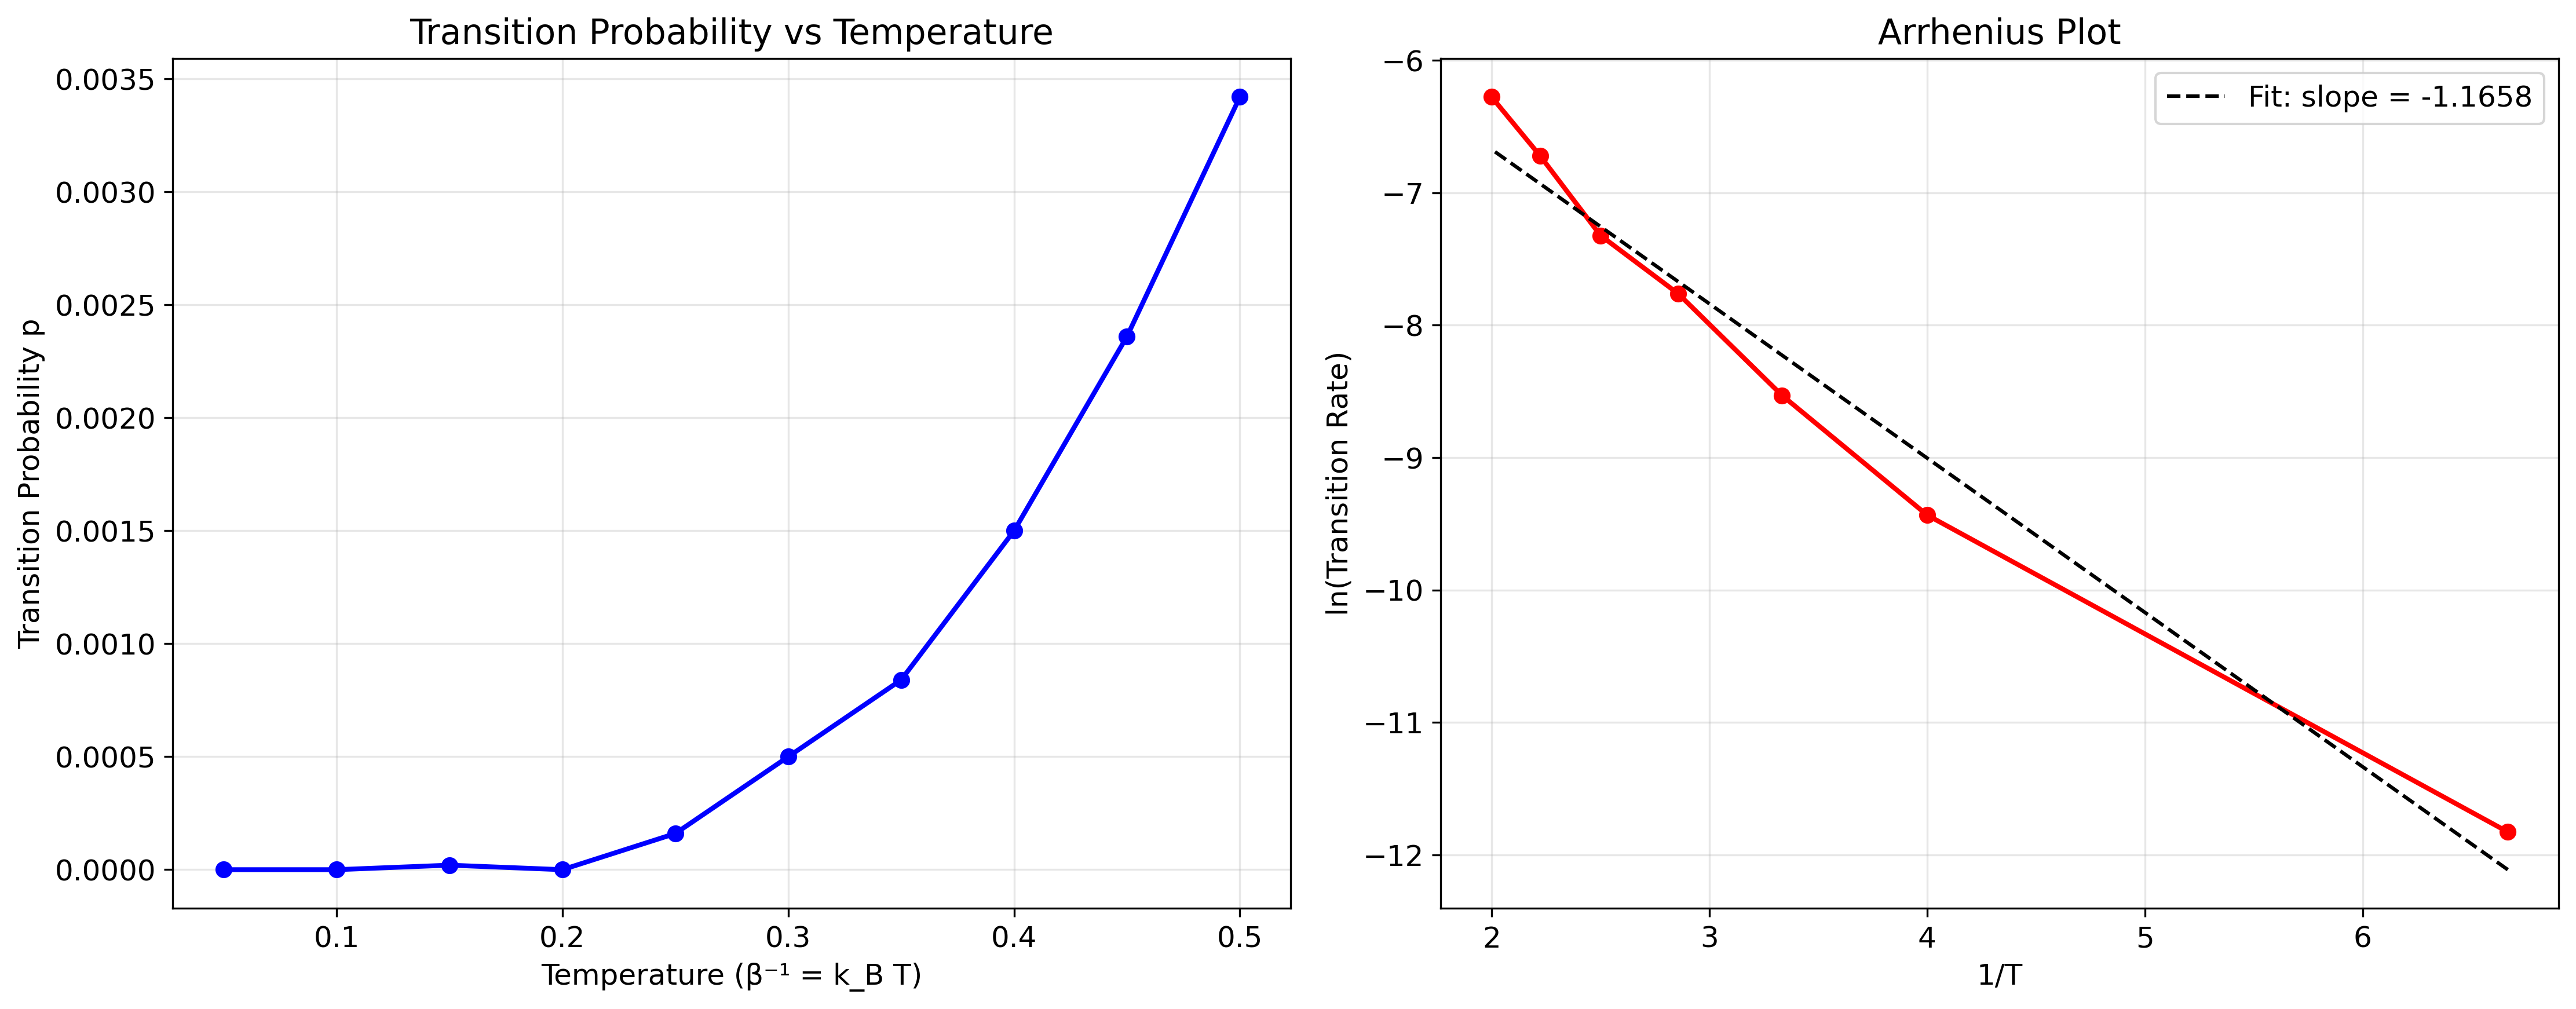 Transition Probability vs Temperature
Transition Probability p
0.0035
0.0030
0.0025
0.0020
0.0015
0.0010
0.0005
0.0000
0.1 0.2 0.3 0.4 0.5
Temperature (β⁻¹ = k_B T)
Arrhenius Plot
ln(Transition Rate)
−6
−7
−8
−9
−10
−11
−12
Fit: slope = -1.1658
2 3 4 5 6
1/T